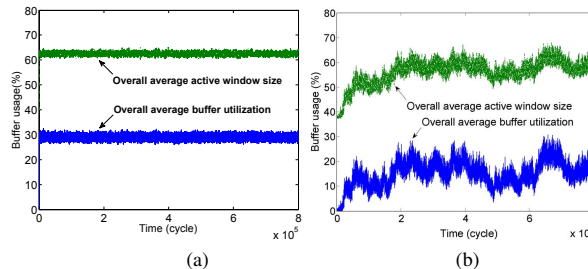 80
70
60
50
40
30
20
10
0
Buffer usage(%)
Overall average active window size
Overall average buffer utilization
0 2 4 6 8
Time (cycle)
x 10^5
(a)
80
70
60
50
40
30
20
10
0
Buffer usage (%)
Overall average active window size
Overall average buffer utilization
0 2 4 6 8
Time (cycle)
x 10
(b)